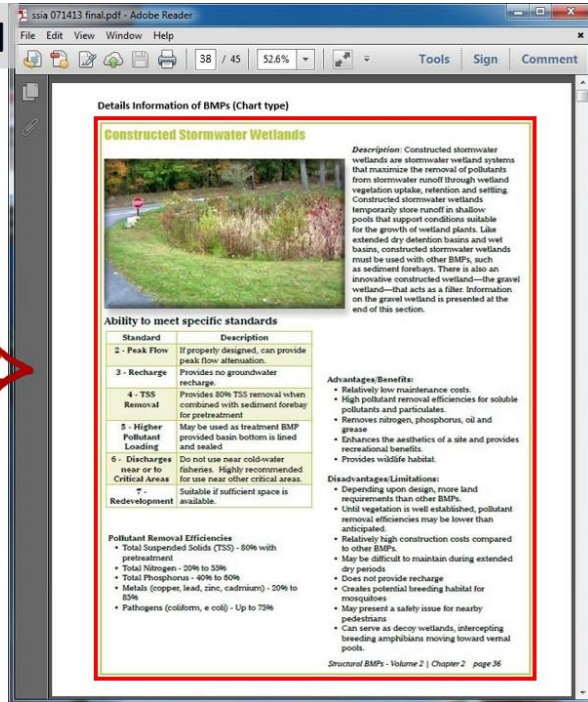 ssia 071413 final.pdf - Adobe Reader
File Edit View Window Help
38 / 45 52.6% Tools Sign Comment
Details Information of BMPs (Chart type)
Constructed Stormwater Wetlands
Description: Constructed stormwater
wetlands are stormwater wetland systems
that maximize the removal of pollutants
from stormwater runoff through wetland
vegetation uptake, retention and settling.
Constructed stormwater wetlands
temporarily store runoff in shallow
pools that support conditions suitable
for the growth of wetland plants. Like
extended dry detention basins and wet
basins, constructed stormwater wetlands
must be used with other BMPs, such
as sediment forebays. There is also an
innovative constructed wetland—the gravel
wetland—that acts as a filter. Information
on the gravel wetland is presented at the
end of this section.
Ability to meet specific standards
Standard Description
2 - Peak Flow If properly designed, can provide
peak flow attenuation.
3 - Recharge Provides no groundwater
recharge.
4 - TSS Provides 80% TSS removal when
Removal combined with sediment forebay
for pretreatment
5 - Higher May be used as treatment BMP
Pollutant provided basin bottom is lined
Loading and sealed
6 - Discharges Do not use near cold-water
near or to fisheries. Highly recommended
Critical Areas for use near other critical areas.
7 - Suitable if sufficient space is
Redevelopment available.
Pollutant Removal Efficiencies
• Total Suspended Solids (TSS) - 80% with
pretreatment
• Total Nitrogen - 20% to 55%
• Total Phosphorus - 40% to 60%
• Metals (copper, lead, zinc, cadmium) - 20% to
85%
• Pathogens (coliform, e coli) - Up to 75%
Advantages/Benefits:
• Relatively low maintenance costs.
• High pollutant removal efficiencies for soluble
pollutants and particulates.
• Removes nitrogen, phosphorus, oil and
grease
• Enhances the aesthetics of a site and provides
recreational benefits.
• Provides wildlife habitat.
Disadvantages/Limitations:
• Depending upon design, more land
requirements than other BMPs.
• Until vegetation is well established, pollutant
removal efficiencies may be lower than
anticipated.
• Relatively high construction costs compared
to other BMPs.
• May be difficult to maintain during extended
dry periods
• Does not provide recharge
• Creates potential breeding habitat for
mosquitoes
• May present a safety issue for nearby
pedestrians
• Can serve as decoy wetlands, intercepting
breeding amphibians moving toward vernal
pools.
Structural BMPs - Volume 2 | Chapter 2 page 36